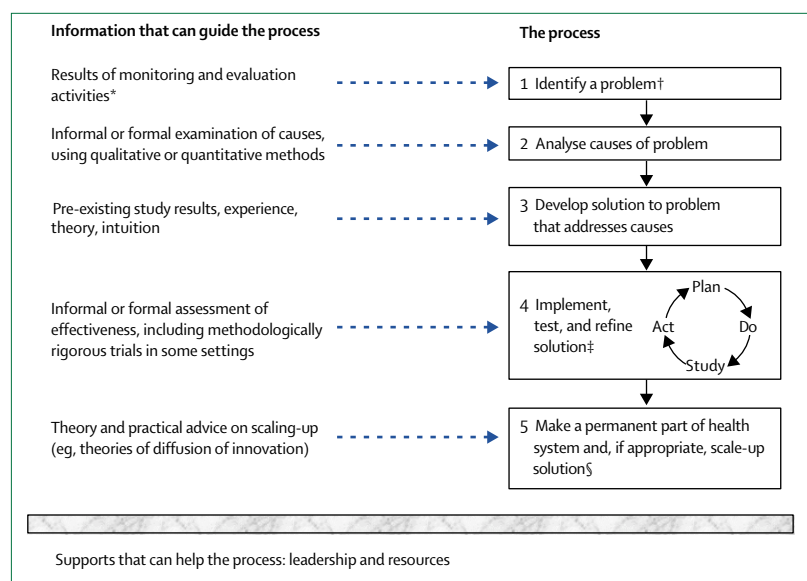 Information that can guide the process
The process
Results of monitoring and evaluation
activities*
1 Identify a problem†
Informal or formal examination of causes,
using qualitative or quantitative methods
2 Analyse causes of problem
Pre-existing study results, experience,
theory, intuition
3 Develop solution to problem
that addresses causes
Informal or formal assessment of
effectiveness, including methodologically
rigorous trials in some settings
4 Implement,
test, and refine
solution‡
Plan
Do
Study
Act
Theory and practical advice on scaling-up
(eg, theories of diffusion of innovation)
5 Make a permanent part of health
system and, if appropriate, scale-up
solution§
Supports that can help the process: leadership and resources